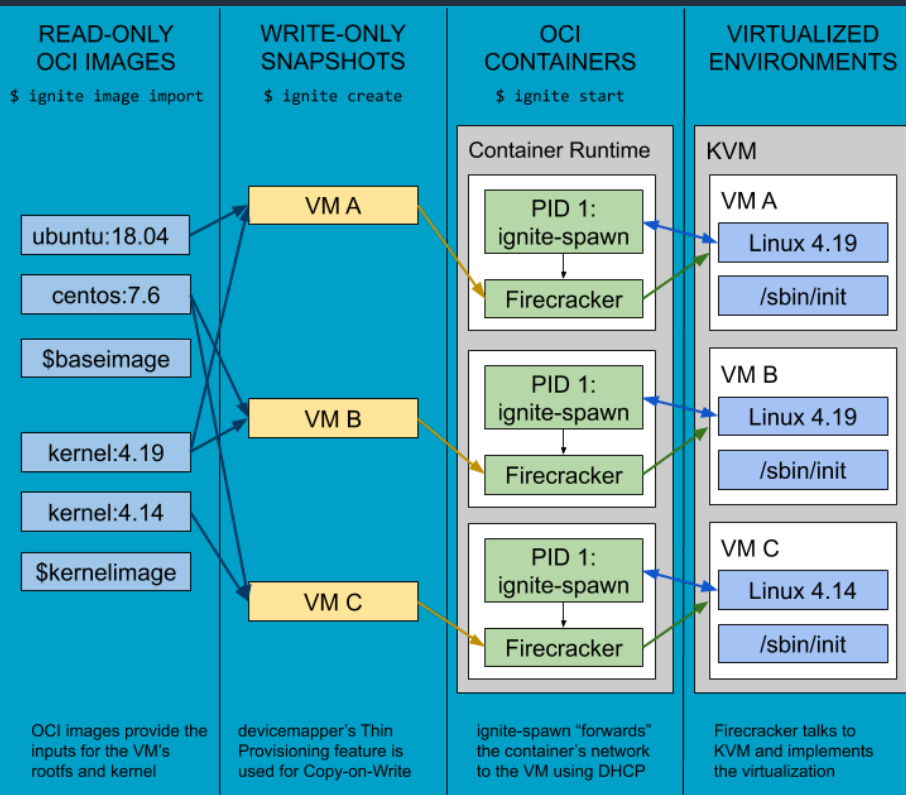 READ-ONLY
OCI IMAGES
$ ignite image import
ubuntu:18.04
centos:7.6
$baseimage
kernel:4.19
kernel:4.14
$kernelimage
OCI images provide the
inputs for the VM's
rootfs and kernel
WRITE-ONLY
SNAPSHOTS
$ ignite create
VM A
VM B
VM C
devicemapper's Thin
Provisioning feature is
used for Copy-on-Write
OCI
CONTAINERS
$ ignite start
Container Runtime
PID 1:
ignite-spawn
Firecracker
PID 1:
ignite-spawn
Firecracker
PID 1:
ignite-spawn
Firecracker
ignite-spawn “forwards”
the container's network
to the VM using DHCP
VIRTUALIZED
ENVIRONMENTS
KVM
VM A
Linux 4.19
/sbin/init
VM B
Linux 4.19
/sbin/init
VM C
Linux 4.14
/sbin/init
Firecracker talks to
KVM and implements
the virtualization